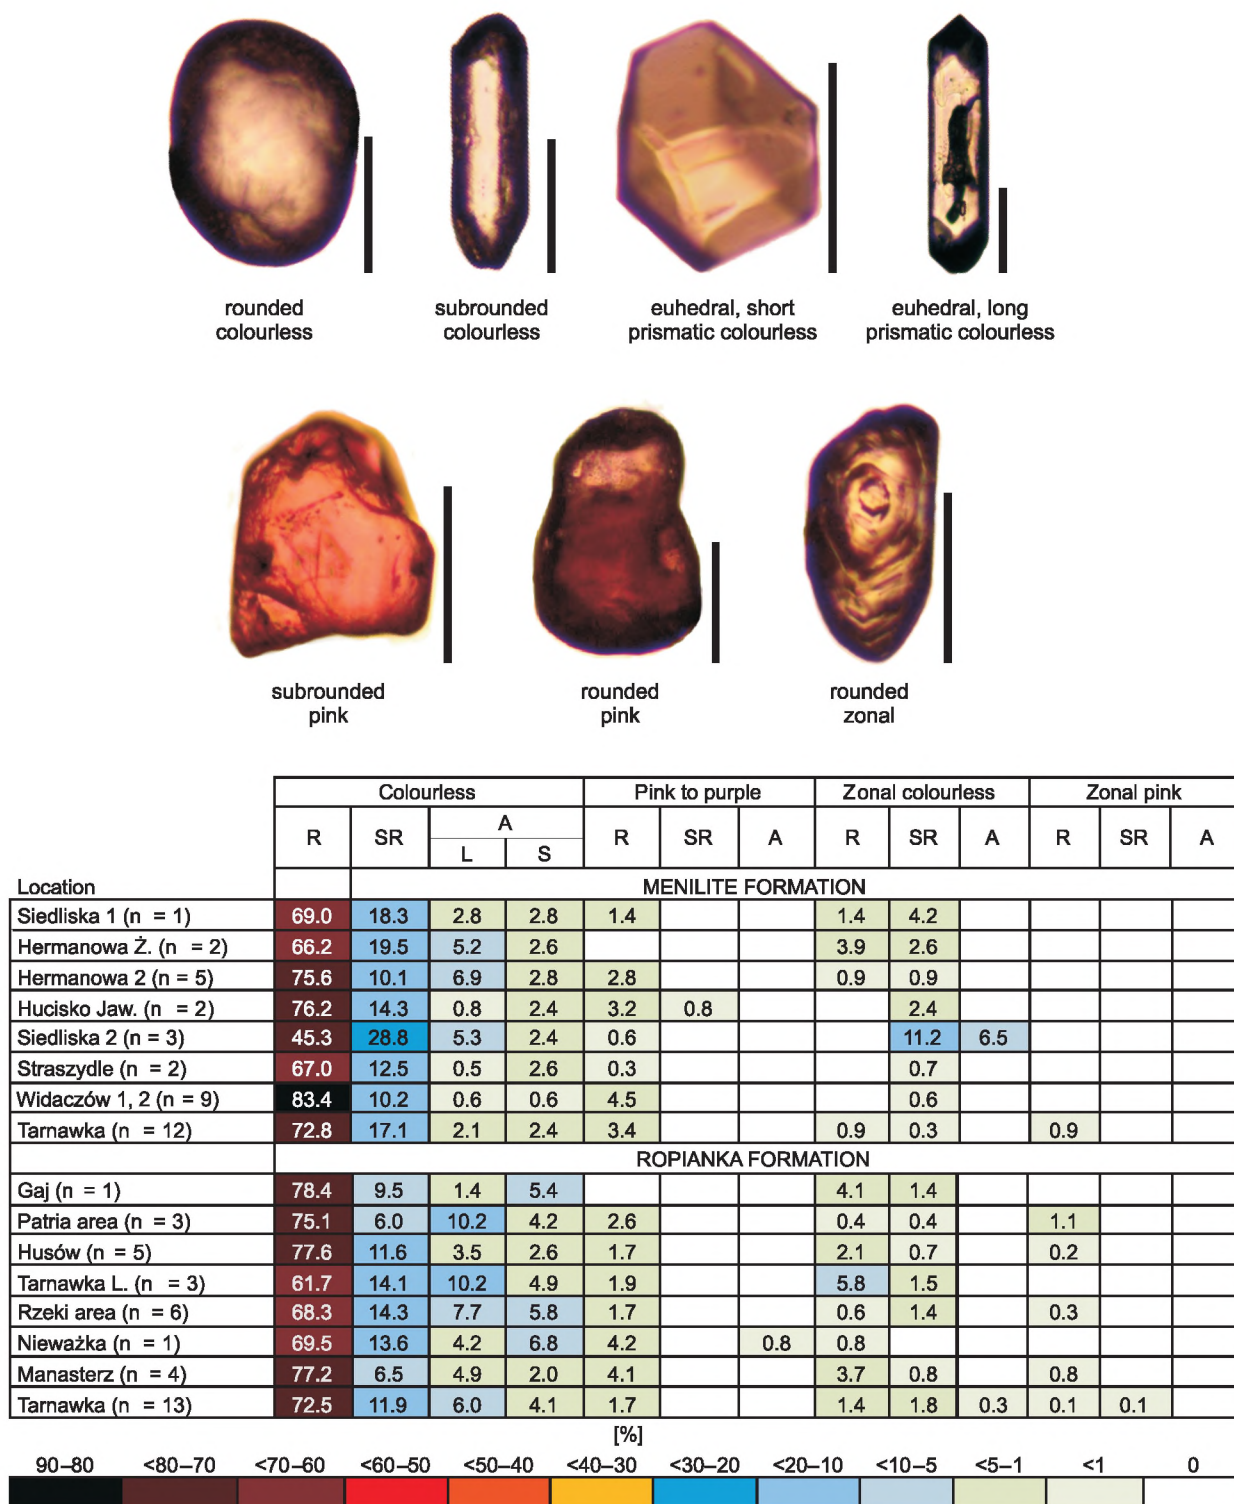 rounded colourless
subrounded colourless
euhedral, short prismatic colourless
euhedral, long prismatic colourless
subrounded pink
rounded pink
rounded zonal
Colourless Pink to purple Zonal colourless Zonal pink
R SR A R SR A R SR A R SR A
L S
Location MENILITE FORMATION
Siedliska 1 (n = 1) 69.0 18.3 2.8 2.8 1.4 1.4 4.2
Hermanowa Ż. (n = 2) 66.2 19.5 5.2 2.6 3.9 2.6
Hermanowa 2 (n = 5) 75.6 10.1 6.9 2.8 2.8 0.9 0.9
Hucisko Jaw. (n = 2) 76.2 14.3 0.8 2.4 3.2 0.8 2.4
Siedliska 2 (n = 3) 45.3 28.8 5.3 2.4 0.6 11.2 6.5
Straszydle (n = 2) 67.0 12.5 0.5 2.6 0.3 0.7
Widaczów 1, 2 (n = 9) 83.4 10.2 0.6 0.6 4.5 0.6
Tarnawka (n = 12) 72.8 17.1 2.1 2.4 3.4 0.9 0.3 0.9
ROPIANKA FORMATION
Gaj (n = 1) 78.4 9.5 1.4 5.4 4.1 1.4
Patria area (n = 3) 75.1 6.0 10.2 4.2 2.6 0.4 0.4 1.1
Husów (n = 5) 77.6 11.6 3.5 2.6 1.7 2.1 0.7 0.2
Tarnawka L. (n = 3) 61.7 14.1 10.2 4.9 1.9 5.8 1.5
Rzeki area (n = 6) 68.3 14.3 7.7 5.8 1.7 0.6 1.4 0.3
Nieważka (n = 1) 69.5 13.6 4.2 6.8 4.2 0.8 0.8
Manasterz (n = 4) 77.2 6.5 4.9 2.0 4.1 3.7 0.8 0.8
Tarnawka (n = 13) 72.5 11.9 6.0 4.1 1.7 1.4 1.8 0.3 0.1 0.1
[%]
90–80 <80–70 <70–60 <60–50 <50–40 <40–30 <30–20 <20–10 <10–5 <5–1 <1 0